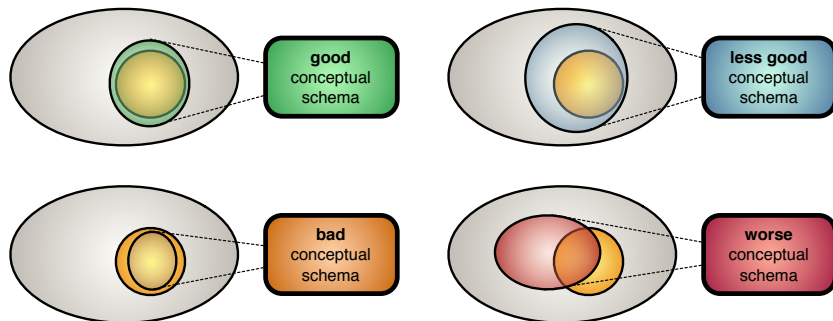 good
conceptual
schema
less good
conceptual
schema
bad
conceptual
schema
worse
conceptual
schema